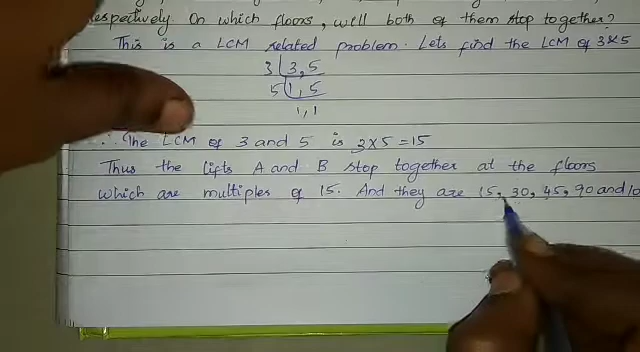 respectively On which floors, will both of them stop together?
This is a LCM related problem. Lets find the LCM of 3×5
3 3, 5
5 1, 5
1, 1
∴ The LCM of 3 and 5 is 3×5=15
Thus the lifts A and B stop together at the floors
which are multiples of 15. And they are 15, 30, 45, 90 and 10